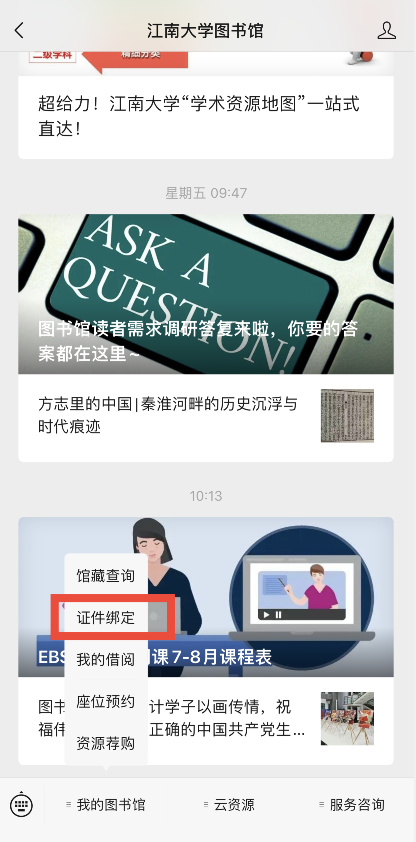 江南大学图书馆
二级学科
精细分类
超给力！江南大学“学术资源地图”一站式
直达！
星期五 09:47
ASK A
QUESTION!
图书馆读者需求调研答复来啦，你要的答
案都在这里~
方志里的中国|秦淮河畔的历史沉浮与
时代痕迹
10:13
馆藏查询
证件绑定
我的借阅
EBS
课7-8月课程表
座位预约
图书
计学子以画传情，祝
福伟
正确的中国共产党生...
资源荐购
我的图书馆
云资源
服务咨询